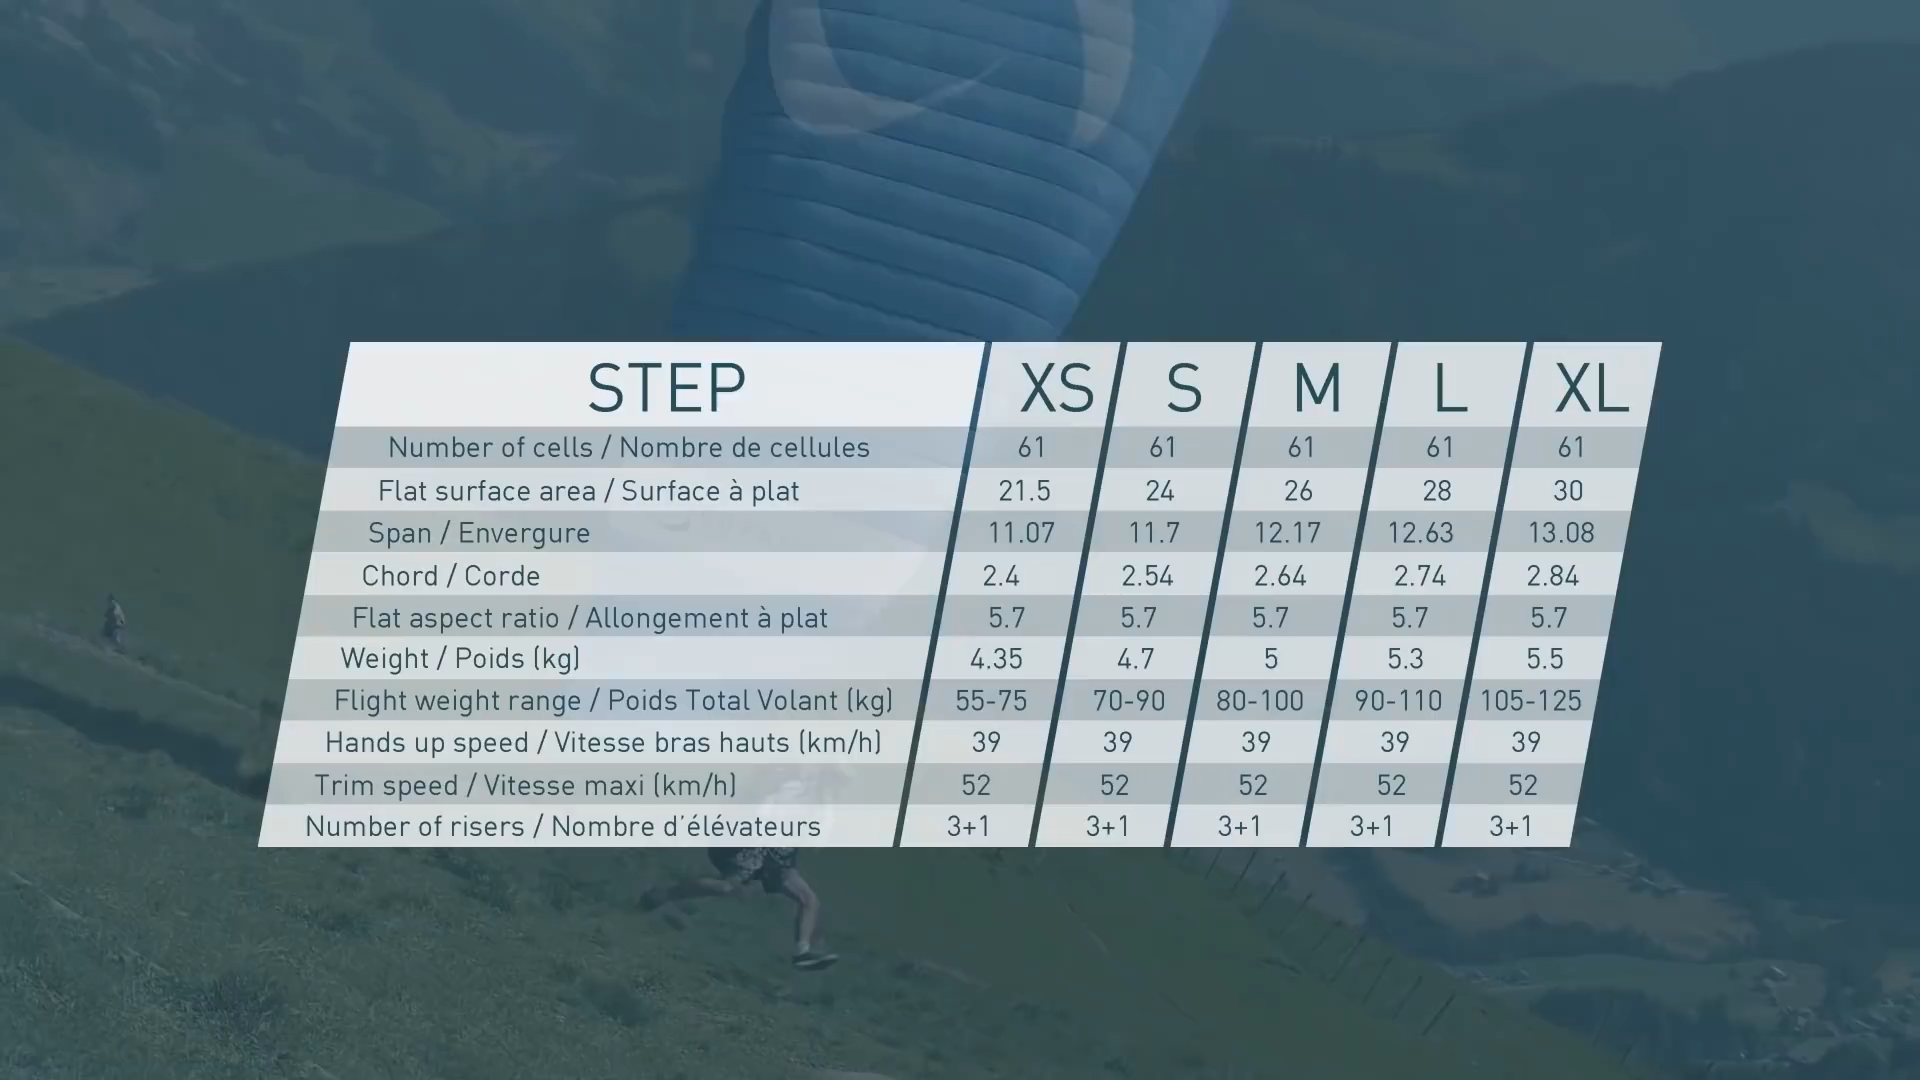 STEP XS S M L XL
Number of cells / Nombre de cellules 61 61 61 61 61
Flat surface area / Surface à plat 21.5 24 26 28 30
Span / Envergure 11.07 11.7 12.17 12.63 13.08
Chord / Corde 2.4 2.54 2.64 2.74 2.84
Flat aspect ratio / Allongement à plat 5.7 5.7 5.7 5.7 5.7
Weight / Poids (kg) 4.35 4.7 5 5.3 5.5
Flight weight range / Poids Total Volant (kg) 55-75 70-90 80-100 90-110 105-125
Hands up speed / Vitesse bras hauts (km/h) 39 39 39 39 39
Trim speed / Vitesse maxi (km/h) 52 52 52 52 52
Number of risers / Nombre d'élévateurs 3+1 3+1 3+1 3+1 3+1